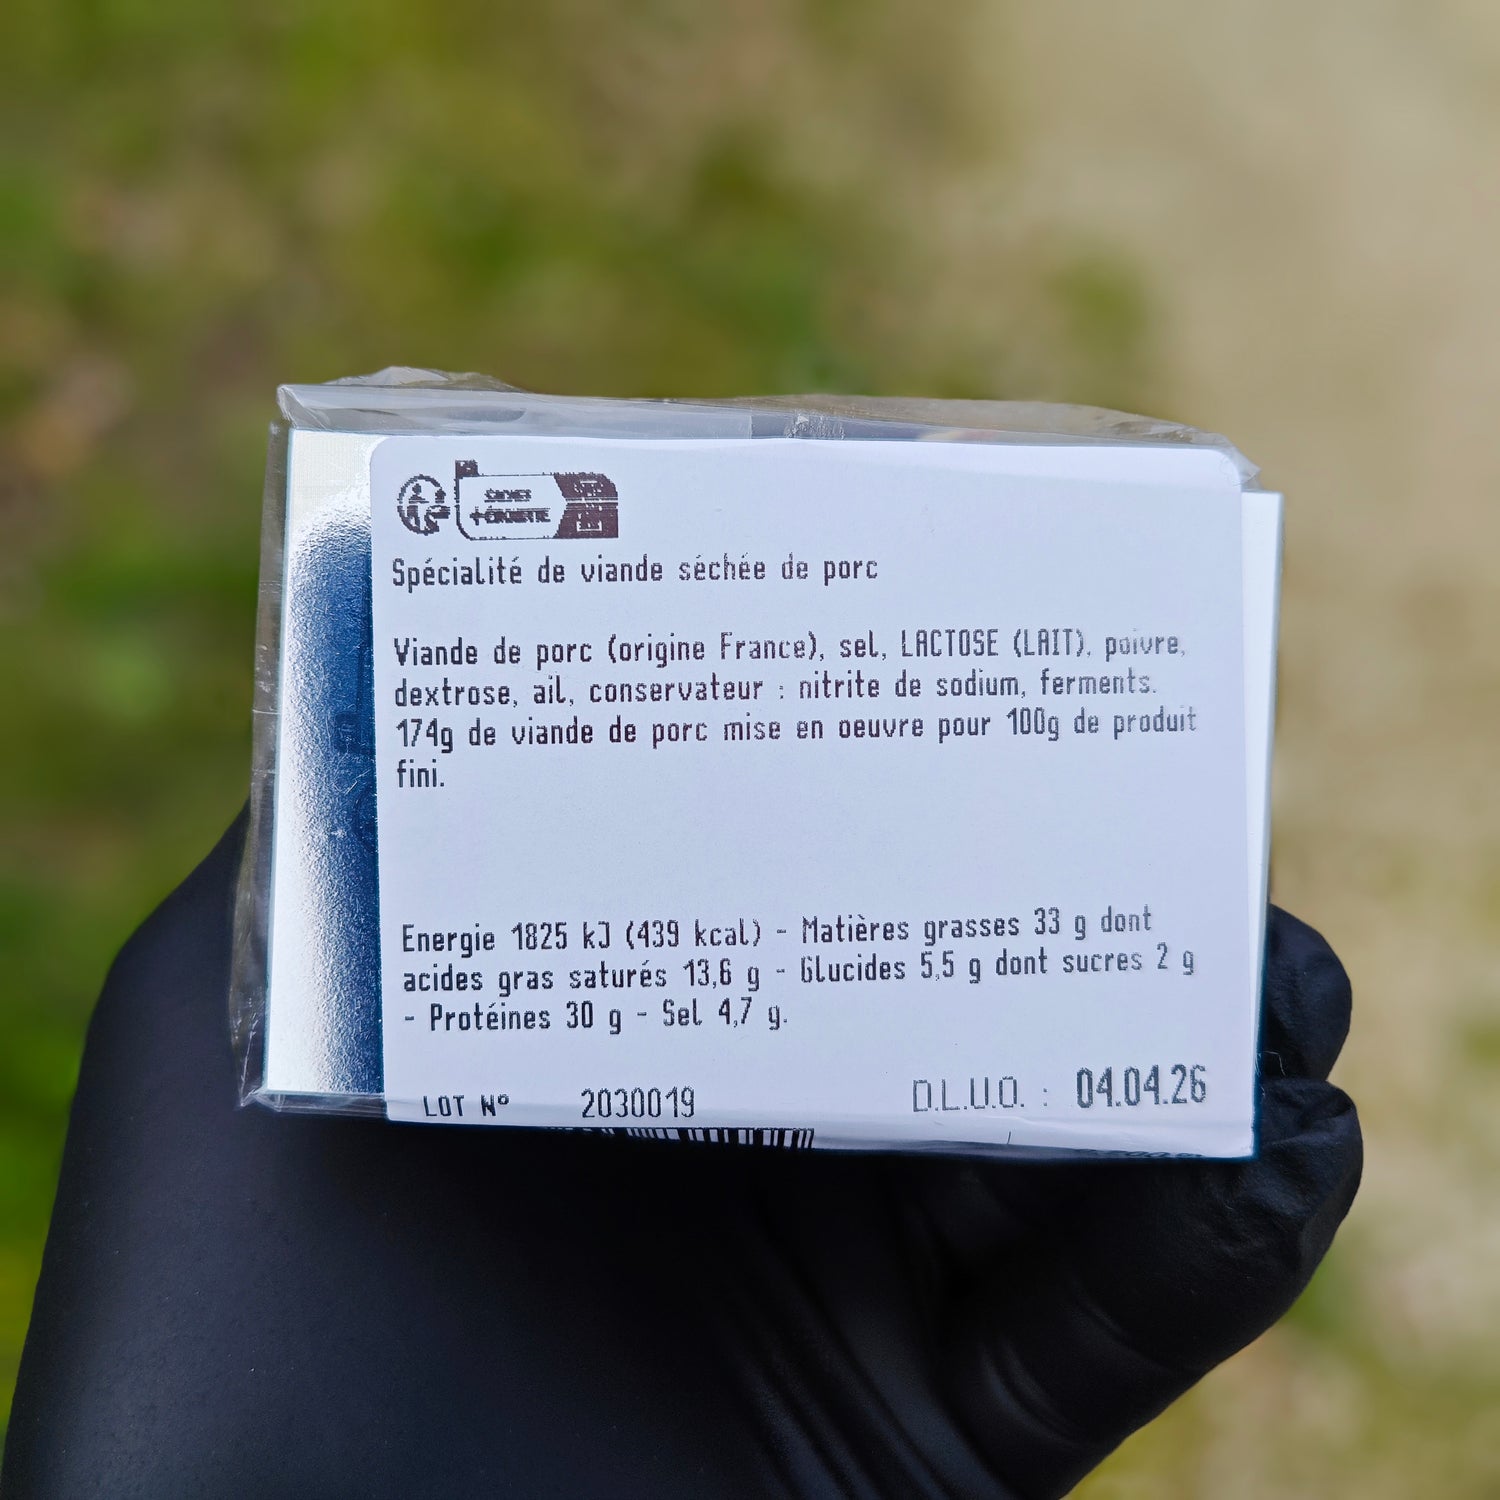 SACHET
+ÉTIQUETTE
Spécialité de viande séchée de porc
Viande de porc (origine France), sel, LACTOSE (LAIT), poivre,
dextrose, ail, conservateur : nitrite de sodium, ferments.
174g de viande de porc mise en oeuvre pour 100g de produit
fini.
Energie 1825 kJ (439 kcal) - Matières grasses 33 g dont
acides gras saturés 13,6 g - Glucides 5,5 g dont sucres 2 g
- Protéines 30 g - Sel 4,7 g.
LOT N° 2030019 D.L.U.O. : 04.04.26